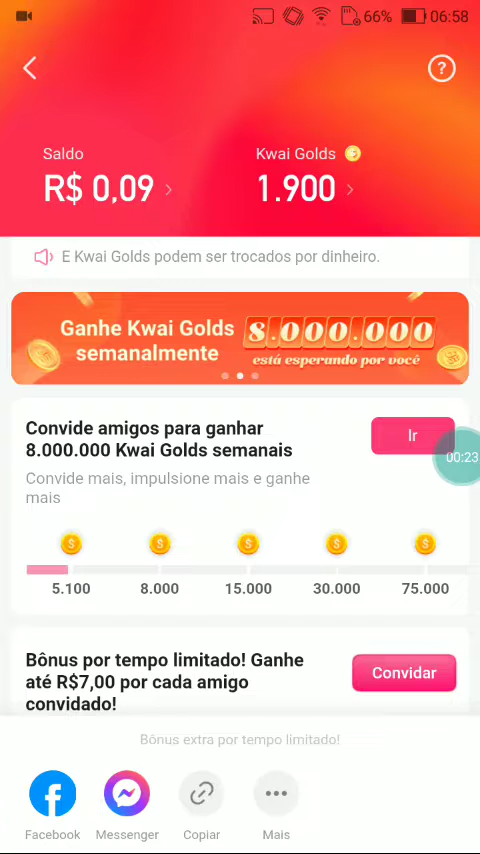 66% 06:58
?
Saldo
Kwai Golds
R$ 0,09
1.900
E Kwai Golds podem ser trocados por dinheiro.
Ganhe Kwai Golds
semanalmente
8.000.000
está esperando por você
Convide amigos para ganhar
8.000.000 Kwai Golds semanais
Ir
00:23
Convide mais, impulsione mais e ganhe
mais
$ $ $ $ $
5.100 8.000 15.000 30.000 75.000
Bônus por tempo limitado! Ganhe
até R$7,00 por cada amigo
convidado!
Convidar
Bônus extra por tempo limitado!
Facebook Messenger Copiar Mais